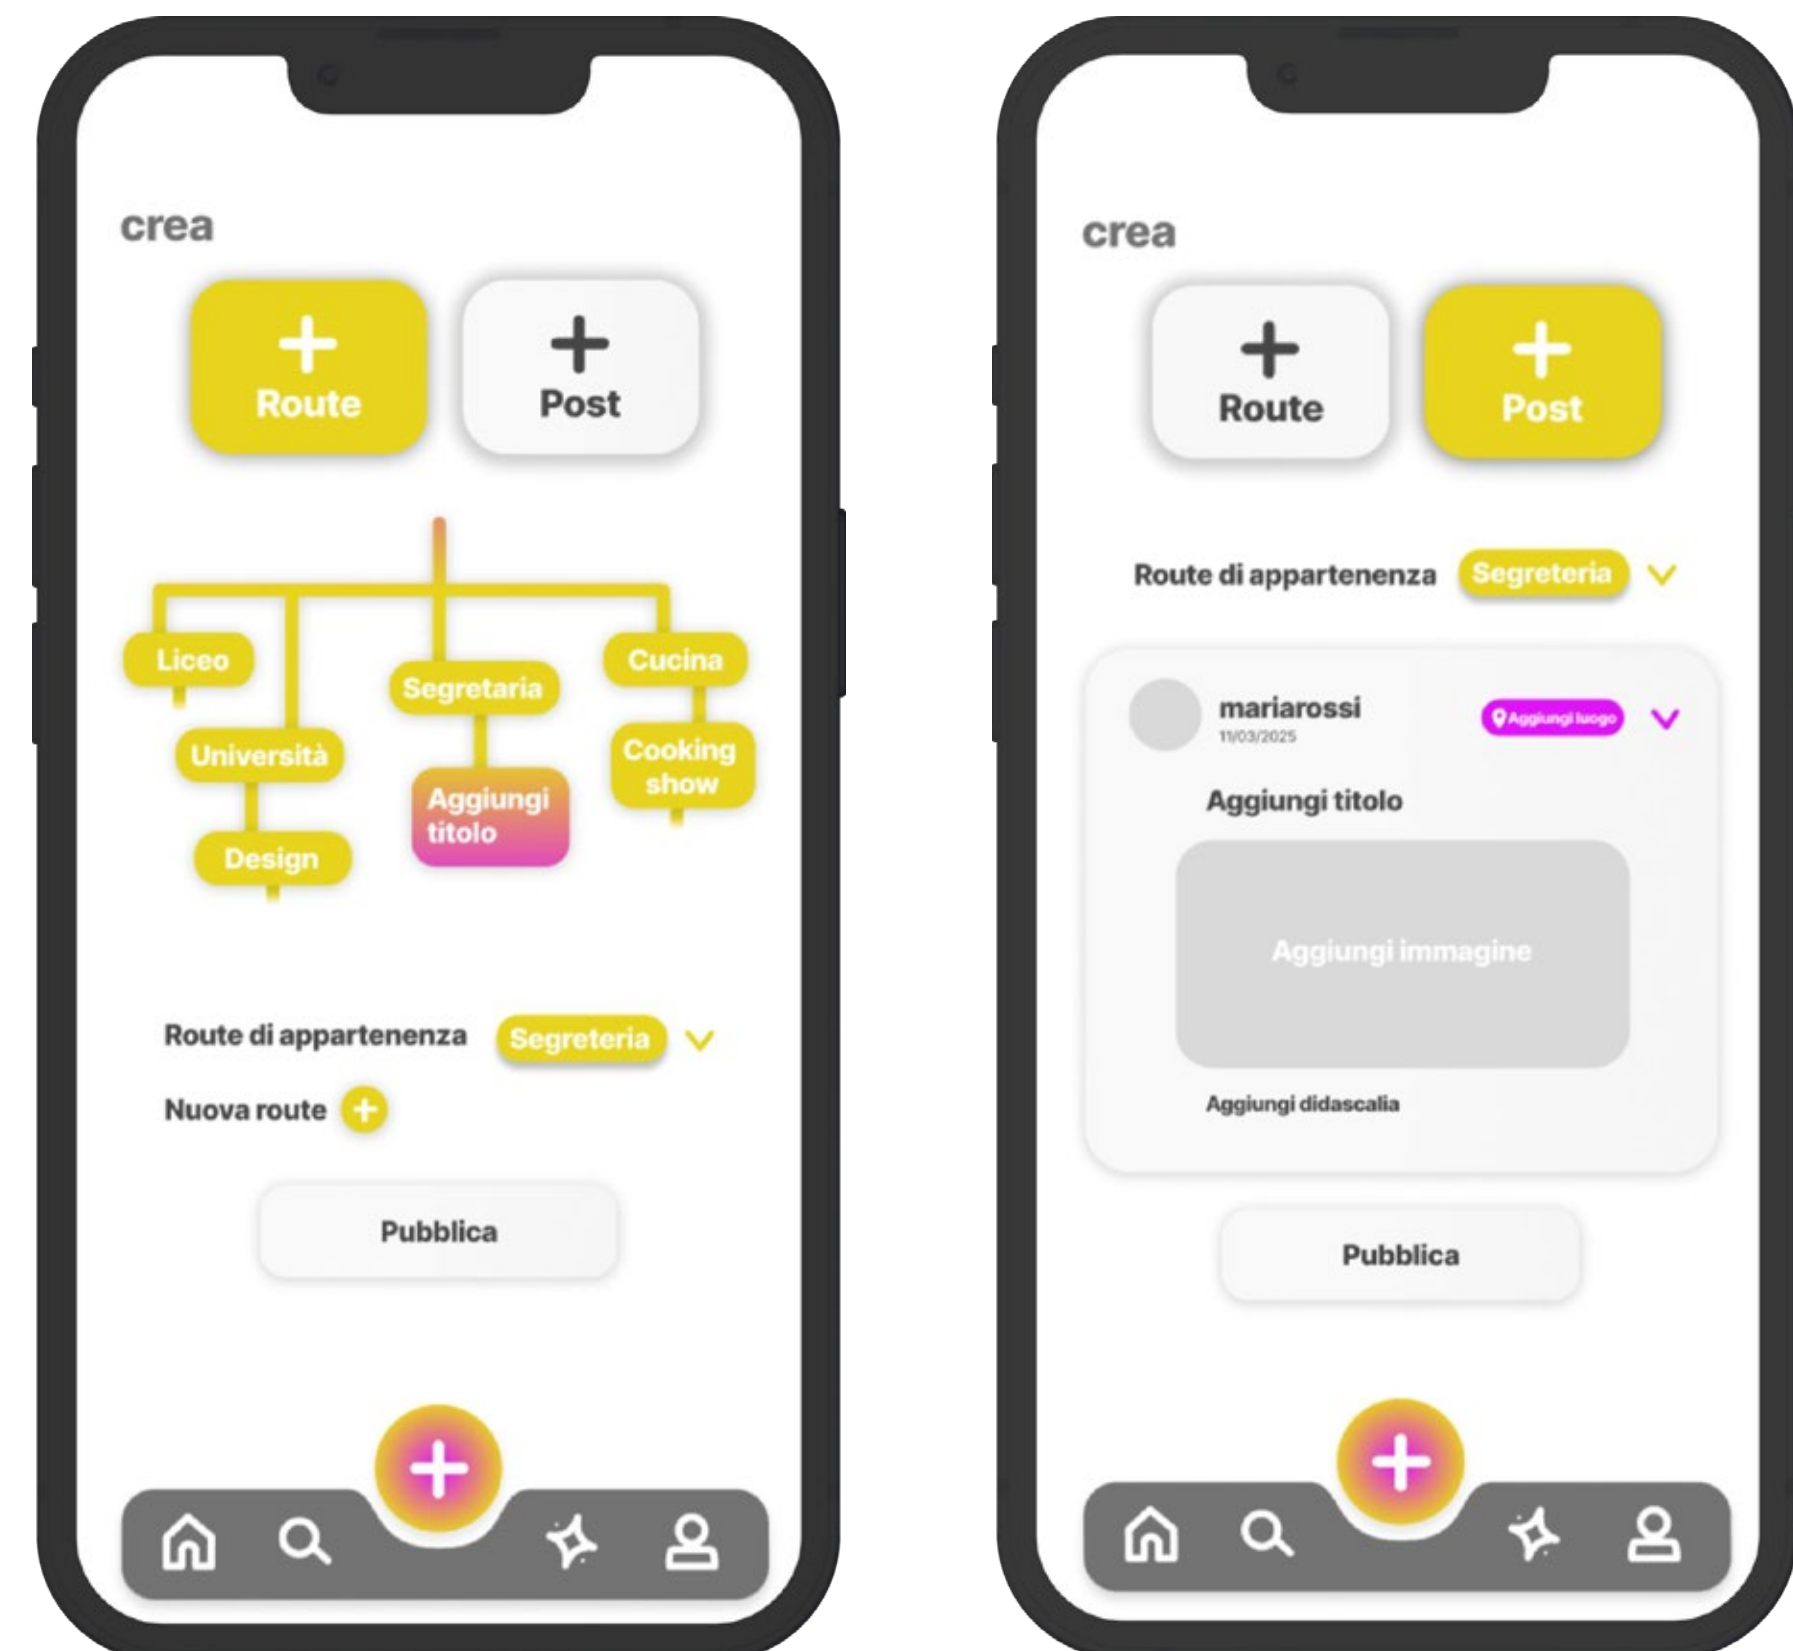 crea
Route
Post
Liceo
Cucina
Segretaria
Università
Cooking
show
Aggiungi
titolo
Design
Route di appartenenza Segreteria
Nuova route
Pubblica
crea
Route
Post
Route di appartenenza Segreteria
mariarossi
Aggiungi luogo
11/03/2025
Aggiungi titolo
Aggiungi immagine
Aggiungi didascalia
Pubblica